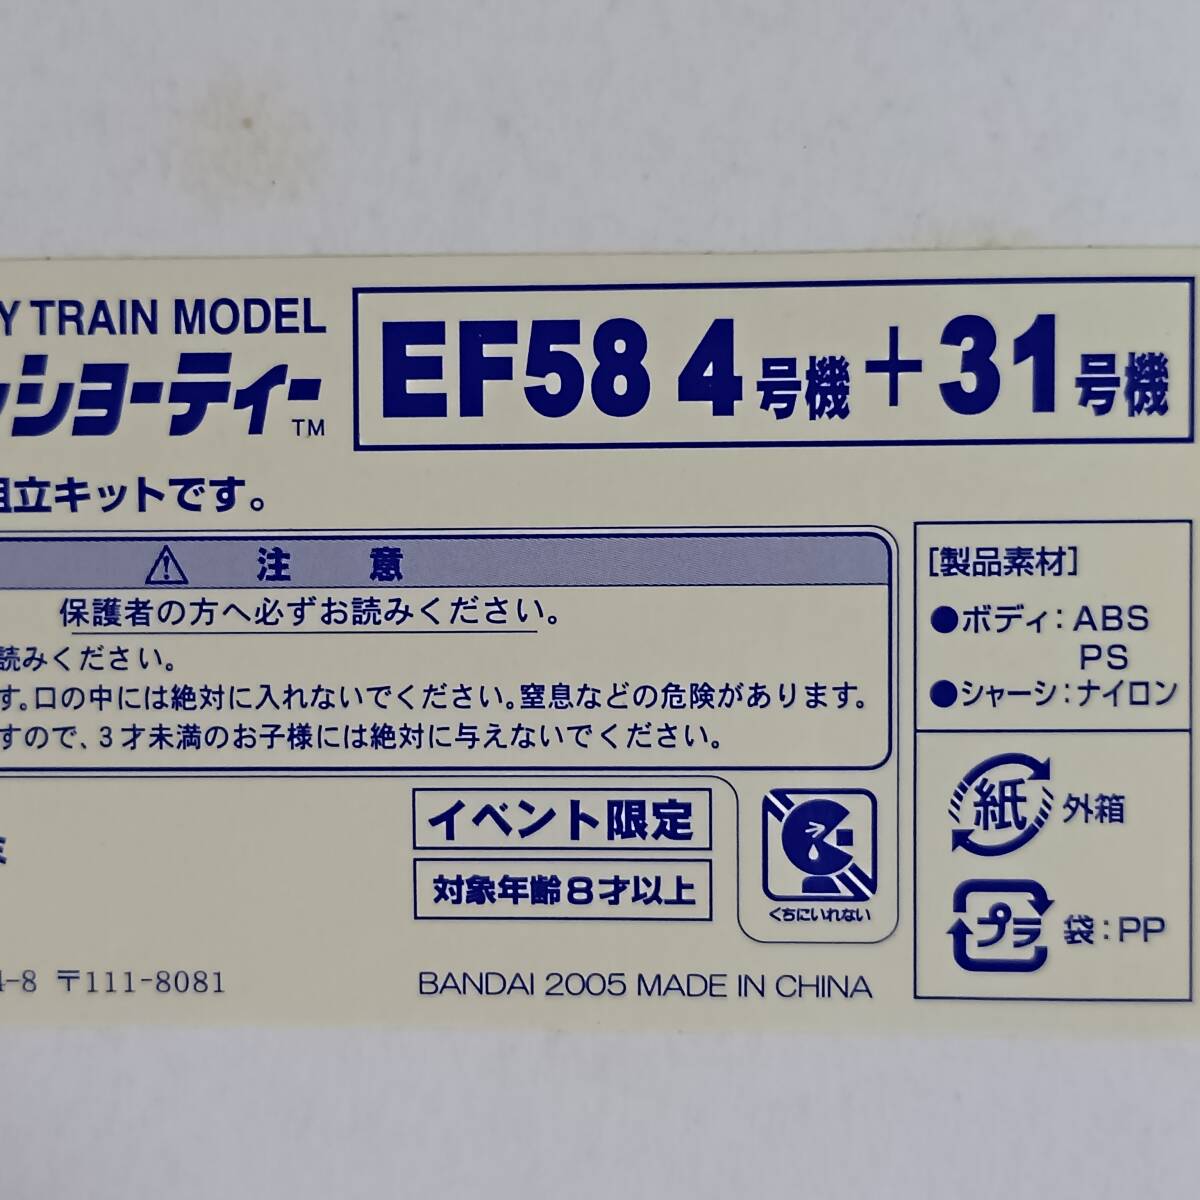 Y TRAIN MODEL
ンショーティー™
EF58 4号機+31号機
組立キットです。
⚠ 注 意
保護者の方へ必ずお読みください。
読みください。
す。口の中には絶対に入れないでください。窒息などの危険があります。
すので、3才未満のお子様には絶対に与えないでください。
[製品素材]
●ボディ:ABS
PS
●シャーシ:ナイロン
紙 外箱
プラ 袋:PP
イベント限定
対象年齢8才以上
くちにいれない
4-8 〒111-8081
BANDAI 2005 MADE IN CHINA